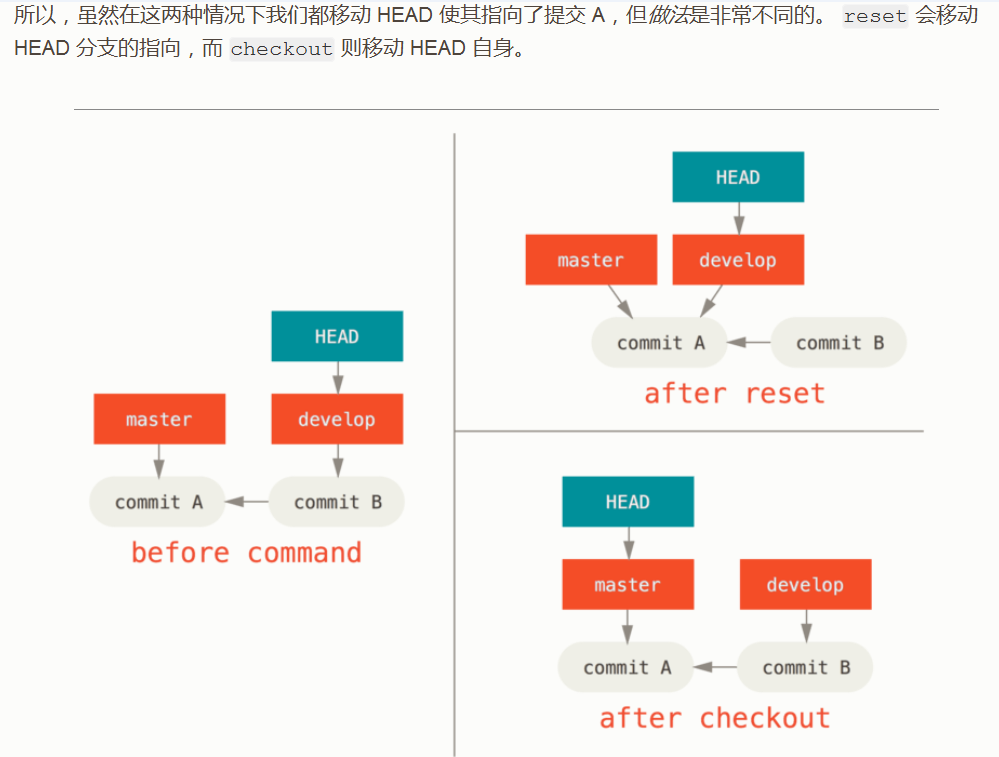 所以，虽然在这两种情况下我们都移动 HEAD 使其指向了提交 A，但做法是非常不同的。 reset 会移动
HEAD 分支的指向，而 checkout 则移动 HEAD 自身。
HEAD
master
develop
commit A
commit B
before command
HEAD
master
develop
commit A
commit B
after reset
HEAD
master
develop
commit A
commit B
after checkout